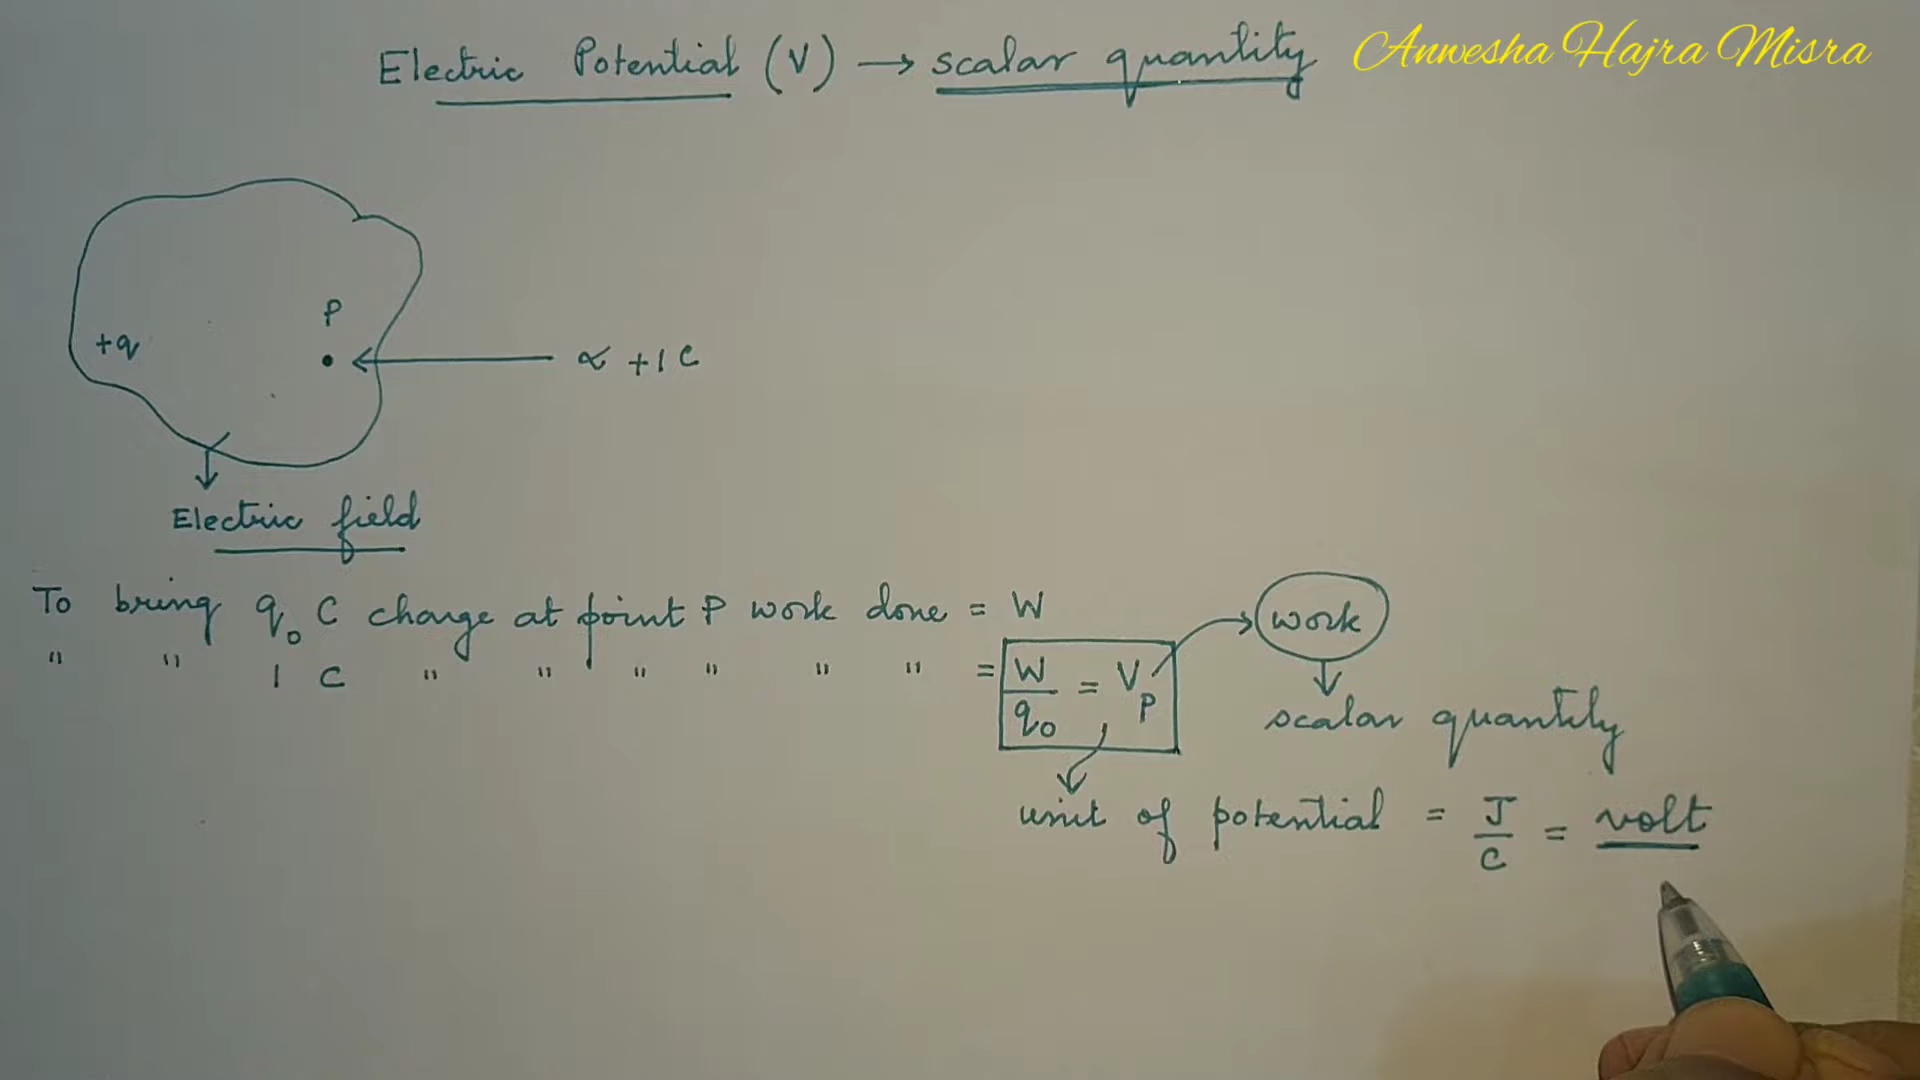 Electric Potential (V) → scalar quantity
Anwesha Hajra Misra
P
+q
∝ +1 C
Electric field
To bring q₀ C charge at point P work done = W
" " 1 C " " " " " " = W/q₀ = V_P
work
scalar quantity
unit of potential = J/C = volt